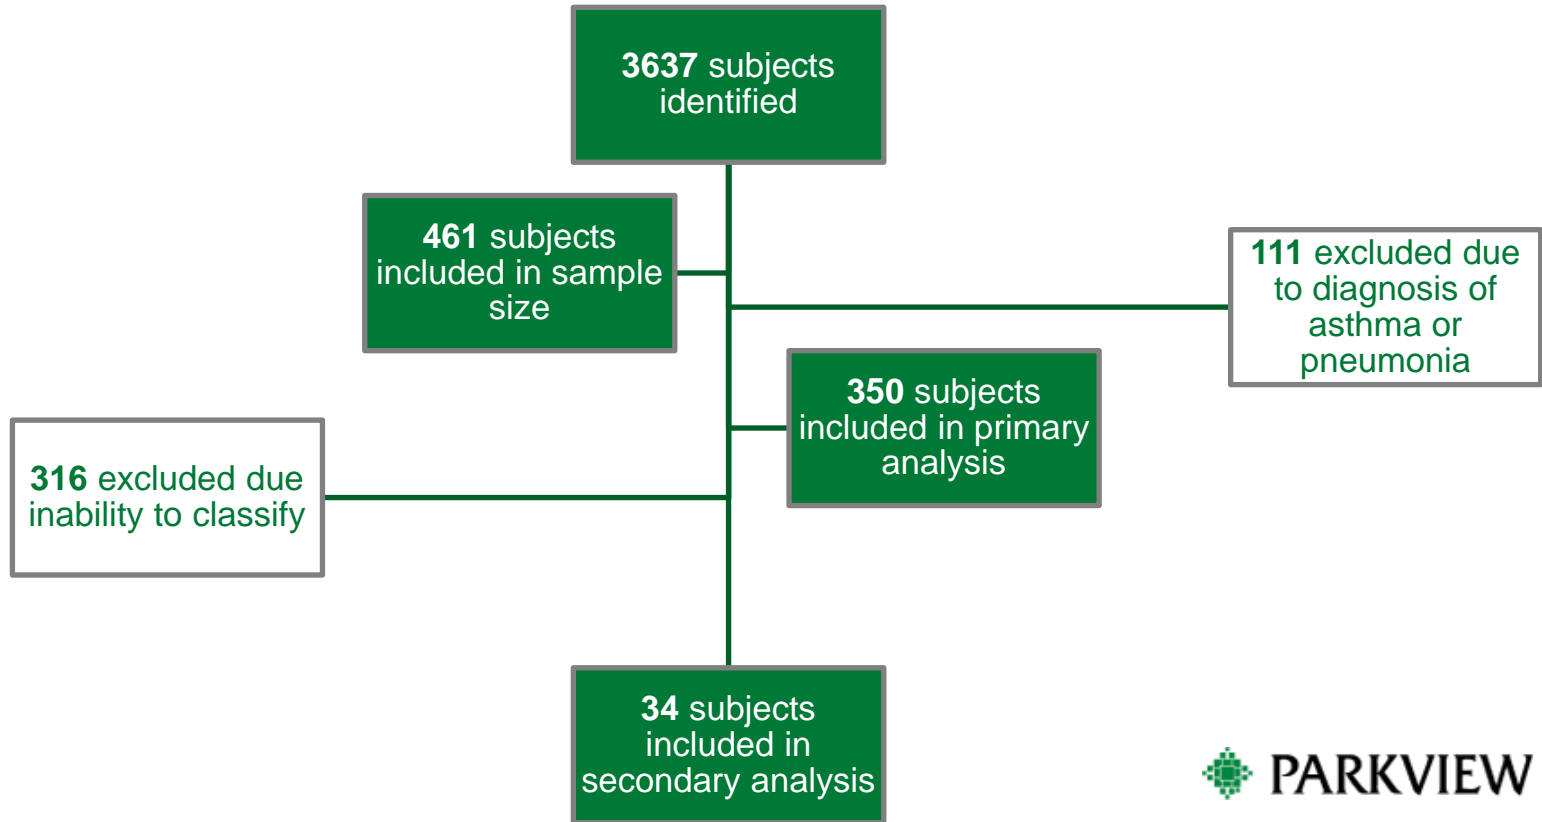 3637 subjects
identified
461 subjects
included in sample
size
111 excluded due
to diagnosis of
asthma or
pneumonia
350 subjects
included in primary
analysis
316 excluded due
inability to classify
34 subjects
included in
secondary analysis
PARKVIEW